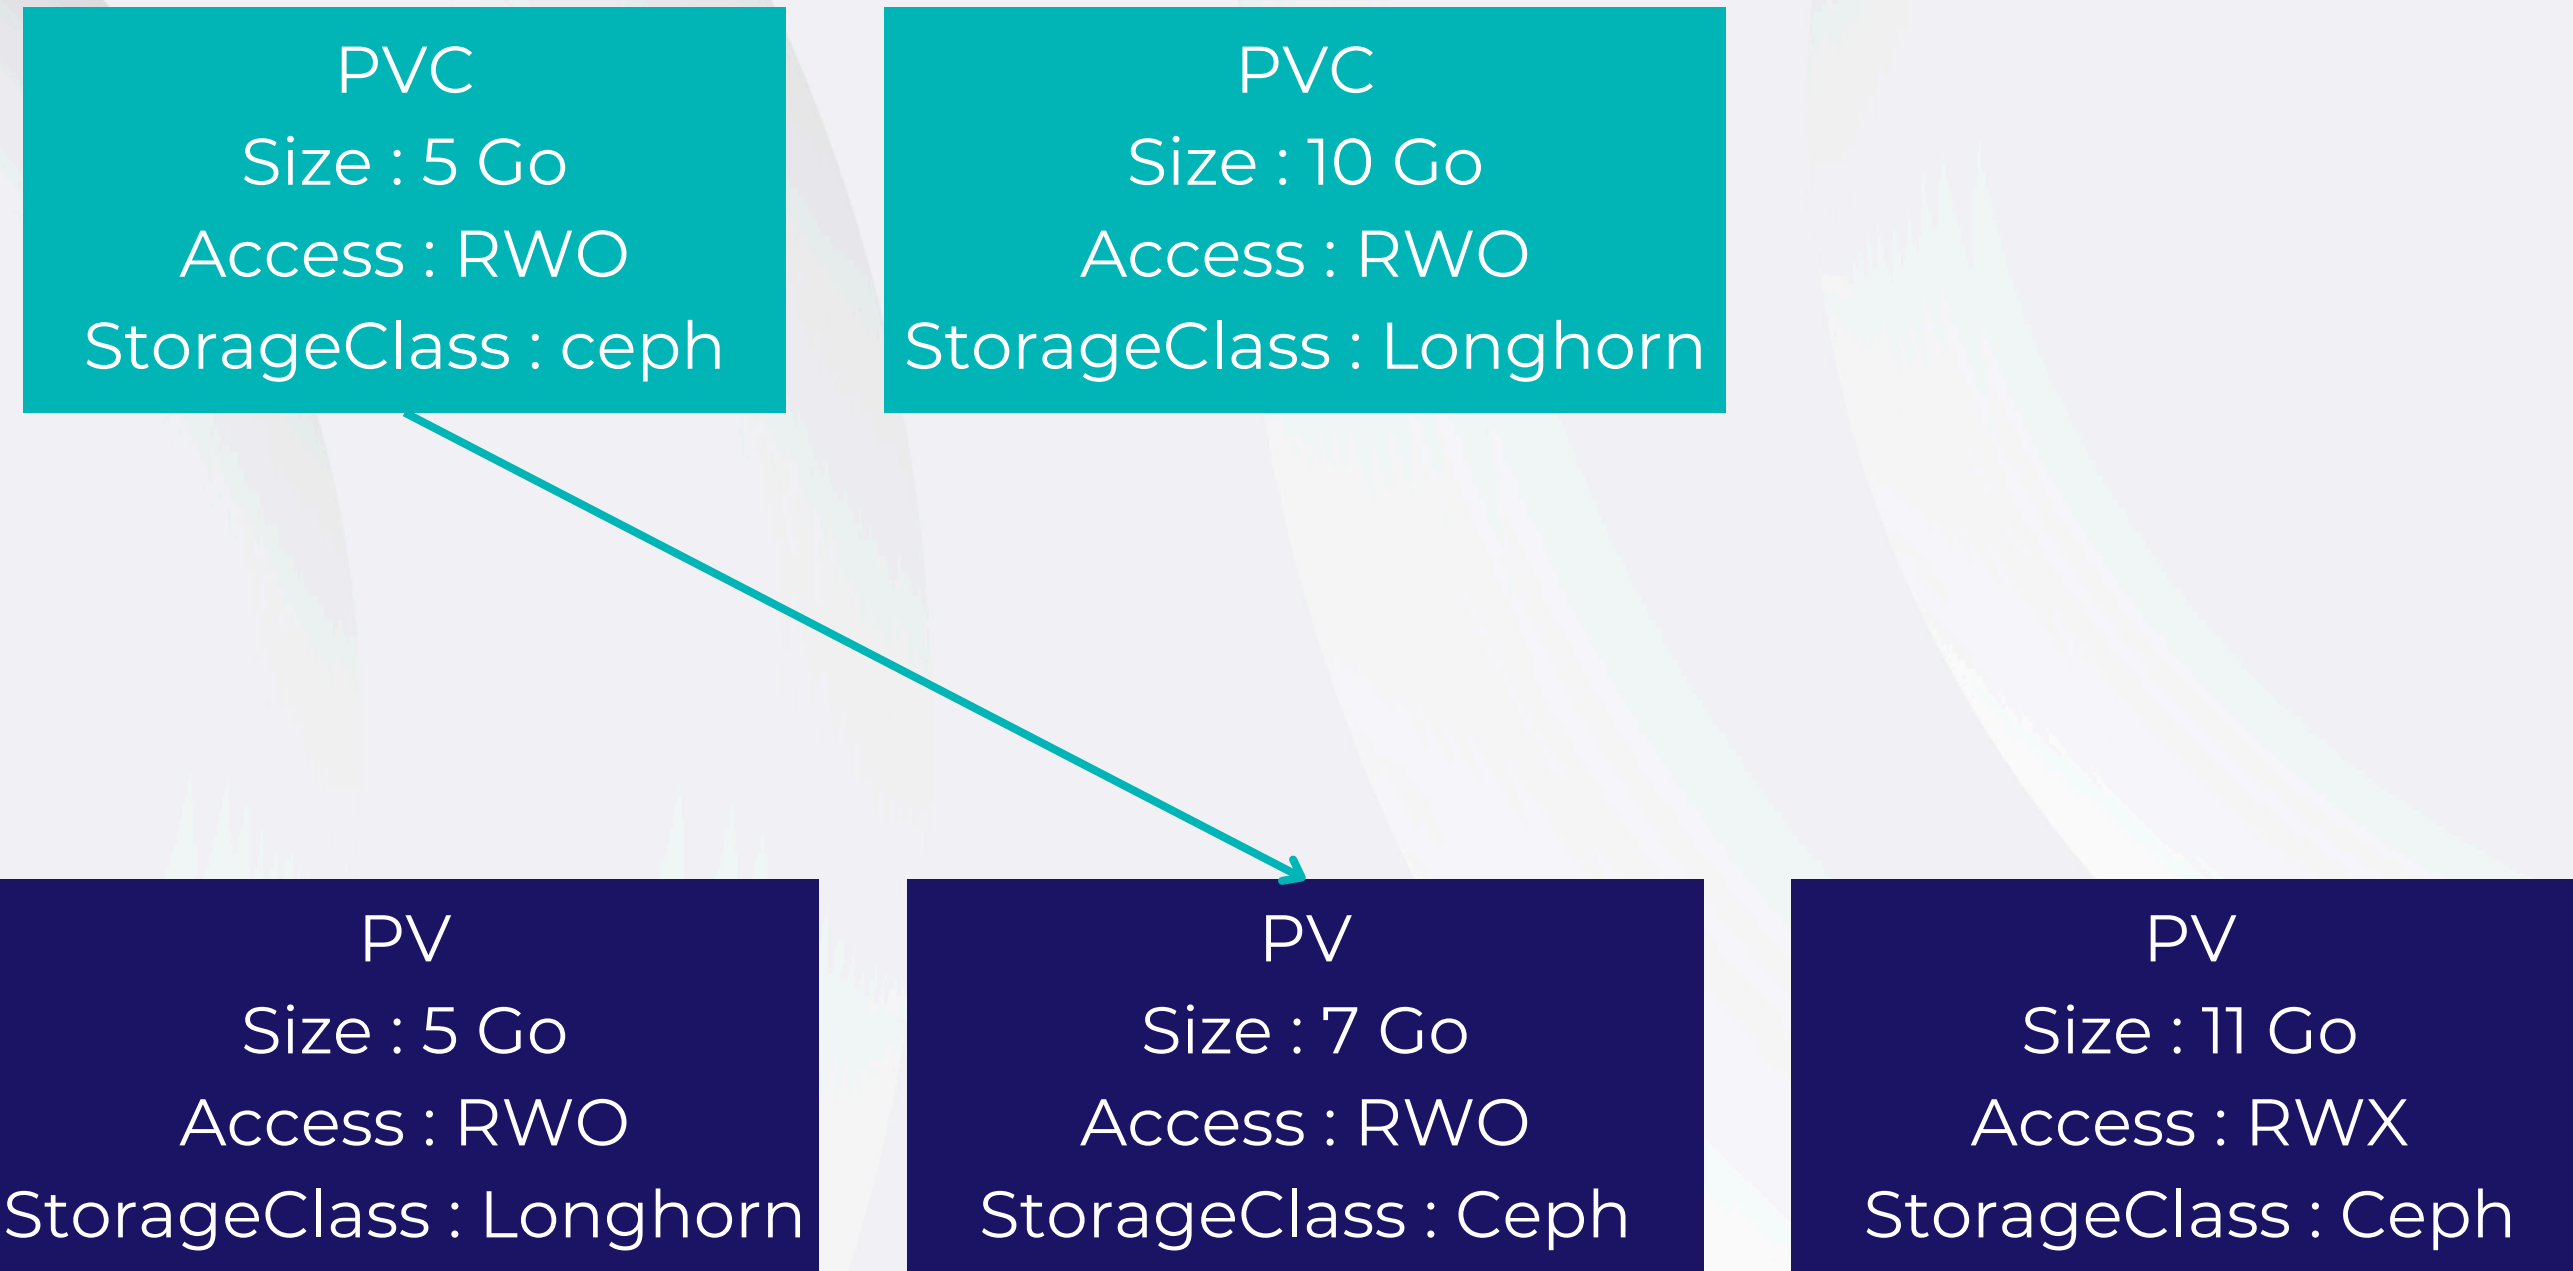 PVC
Size : 5 Go
Access : RWO
StorageClass : ceph
PVC
Size : 10 Go
Access : RWO
StorageClass : Longhorn
PV
Size : 5 Go
Access : RWO
StorageClass : Longhorn
PV
Size : 7 Go
Access : RWO
StorageClass : Ceph
PV
Size : 11 Go
Access : RWX
StorageClass : Ceph